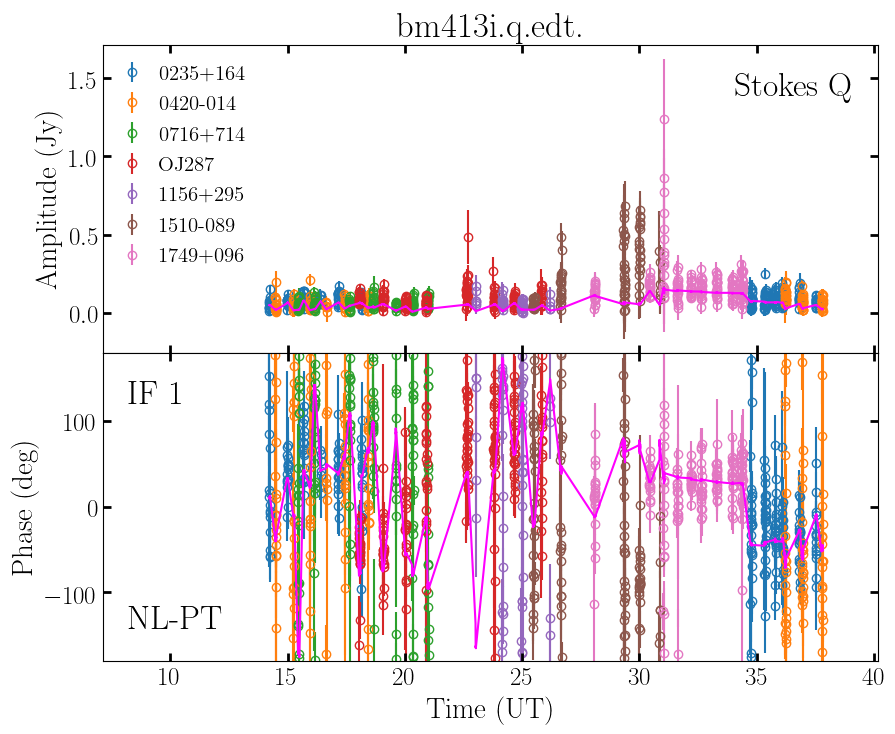 bm413i.q.edt.
Stokes Q
0235+164
0420-014
0716+714
OJ287
1156+295
1510-089
1749+096
Amplitude (Jy)
1.5
1.0
0.5
0.0
IF 1
NL-PT
Phase (deg)
100
0
−100
10 15 20 25 30 35 40
Time (UT)